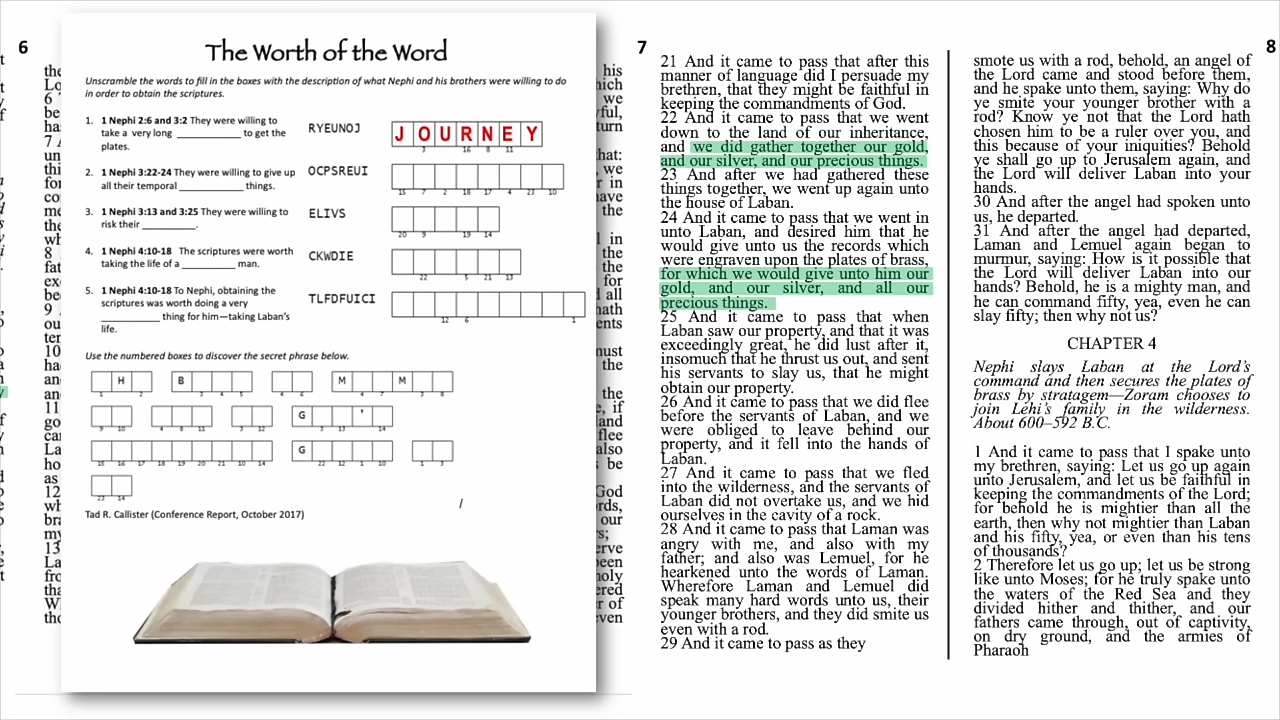 6
The Worth of the Word
Unscramble the words to fill in the boxes with the description of what Nephi and his brothers were willing to do
in order to obtain the scriptures.
1. 1 Nephi 2:6 and 3:2 They were willing to
take a very long ____________ to get the
plates.
RYEUNOJ
JOURNEY
2. 1 Nephi 3:22-24 They were willing to give up
all their temporal ____________ things.
OCPSREUI
3. 1 Nephi 3:13 and 3:25 They were willing to
risk their __________.
ELIVS
4. 1 Nephi 4:10-18 The scriptures were worth
taking the life of a __________ man.
CKWDIE
5. 1 Nephi 4:10-18 To Nephi, obtaining the
scriptures was worth doing a very
___________ thing for him—taking Laban's
life.
TLFDFUICI
Use the numbered boxes to discover the secret phrase below.
H B M M
G '
G
Tad R. Callister (Conference Report, October 2017)
7
21 And it came to pass that after this
manner of language did I persuade my
brethren, that they might be faithful in
keeping the commandments of God.
22 And it came to pass that we went
down to the land of our inheritance,
and we did gather together our gold,
and our silver, and our precious things.
23 And after we had gathered these
things together, we went up again unto
the house of Laban.
24 And it came to pass that we went in
unto Laban, and desired him that he
would give unto us the records which
were engraven upon the plates of brass,
for which we would give unto him our
gold, and our silver, and all our
precious things.
25 And it came to pass that when
Laban saw our property, and that it was
exceedingly great, he did lust after it,
insomuch that he thrust us out, and sent
his servants to slay us, that he might
obtain our property.
26 And it came to pass that we did flee
before the servants of Laban, and we
were obliged to leave behind our
property, and it fell into the hands of
Laban.
27 And it came to pass that we fled
into the wilderness, and the servants of
Laban did not overtake us, and we hid
ourselves in the cavity of a rock.
28 And it came to pass that Laman was
angry with me, and also with my
father; and also was Lemuel, for he
hearkened unto the words of Laman.
Wherefore Laman and Lemuel did
speak many hard words unto us, their
younger brothers, and they did smite us
even with a rod.
29 And it came to pass as they
8
smote us with a rod, behold, an angel of
the Lord came and stood before them,
and he spake unto them, saying: Why do
ye smite your younger brother with a
rod? Know ye not that the Lord hath
chosen him to be a ruler over you, and
this because of your iniquities? Behold
ye shall go up to Jerusalem again, and
the Lord will deliver Laban into your
hands.
30 And after the angel had spoken unto
us, he departed.
31 And after the angel had departed,
Laman and Lemuel again began to
murmur, saying: How is it possible that
the Lord will deliver Laban into our
hands? Behold, he is a mighty man, and
he can command fifty, yea, even he can
slay fifty; then why not us?
CHAPTER 4
Nephi slays Laban at the Lord's
command and then secures the plates of
brass by stratagem—Zoram chooses to
join Lehi's family in the wilderness.
About 600–592 B.C.
1 And it came to pass that I spake unto
my brethren, saying: Let us go up again
unto Jerusalem, and let us be faithful in
keeping the commandments of the Lord;
for behold he is mightier than all the
earth, then why not mightier than Laban
and his fifty, yea, or even than his tens
of thousands?
2 Therefore let us go up; let us be strong
like unto Moses; for he truly spake unto
the waters of the Red Sea and they
divided hither and thither, and our
fathers came through, out of captivity,
on dry ground, and the armies of
Pharaoh